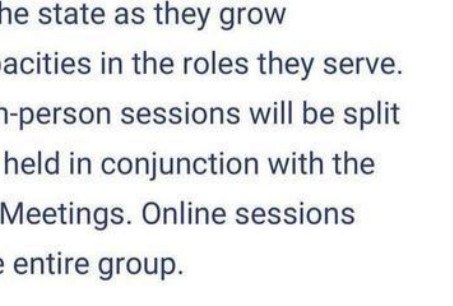 he state as they grow
acities in the roles they serve.
n-person sessions will be split
held in conjunction with the
Meetings. Online sessions
e entire group.